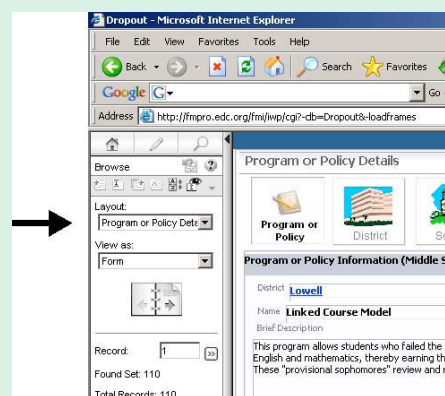 Dropout - Microsoft Internet Explorer
File Edit View Favorites Tools Help
Back Search Favorites
Google G Go
Address http://fmpro.edc.org/fmi/iwp/cgi?-db=Dropout&-loadframes
Browse
Layout:
Program or Policy Deta
View as:
Form
Record: 1
Found Set: 110
Total Records: 110
Program or Policy Details
Program or
Policy
District
Program or Policy Information (Middle S
District Lowell
Name Linked Course Model
Brief Description
This program allows students who failed the
English and mathematics, thereby earning th
These "provisional sophomores" review and r